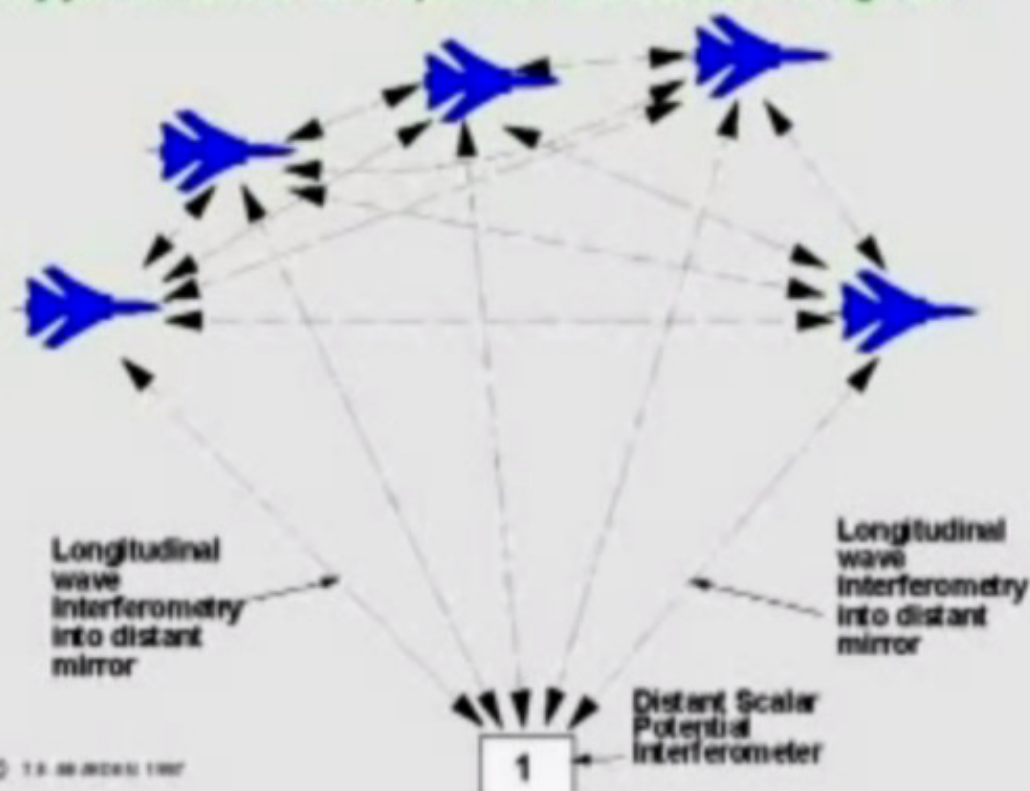 Longitudinal
wave
interferometry
into distant
mirror
Longitudinal
wave
interferometry
into distant
mirror
Distant Scalar
Potential
Interferometer
1